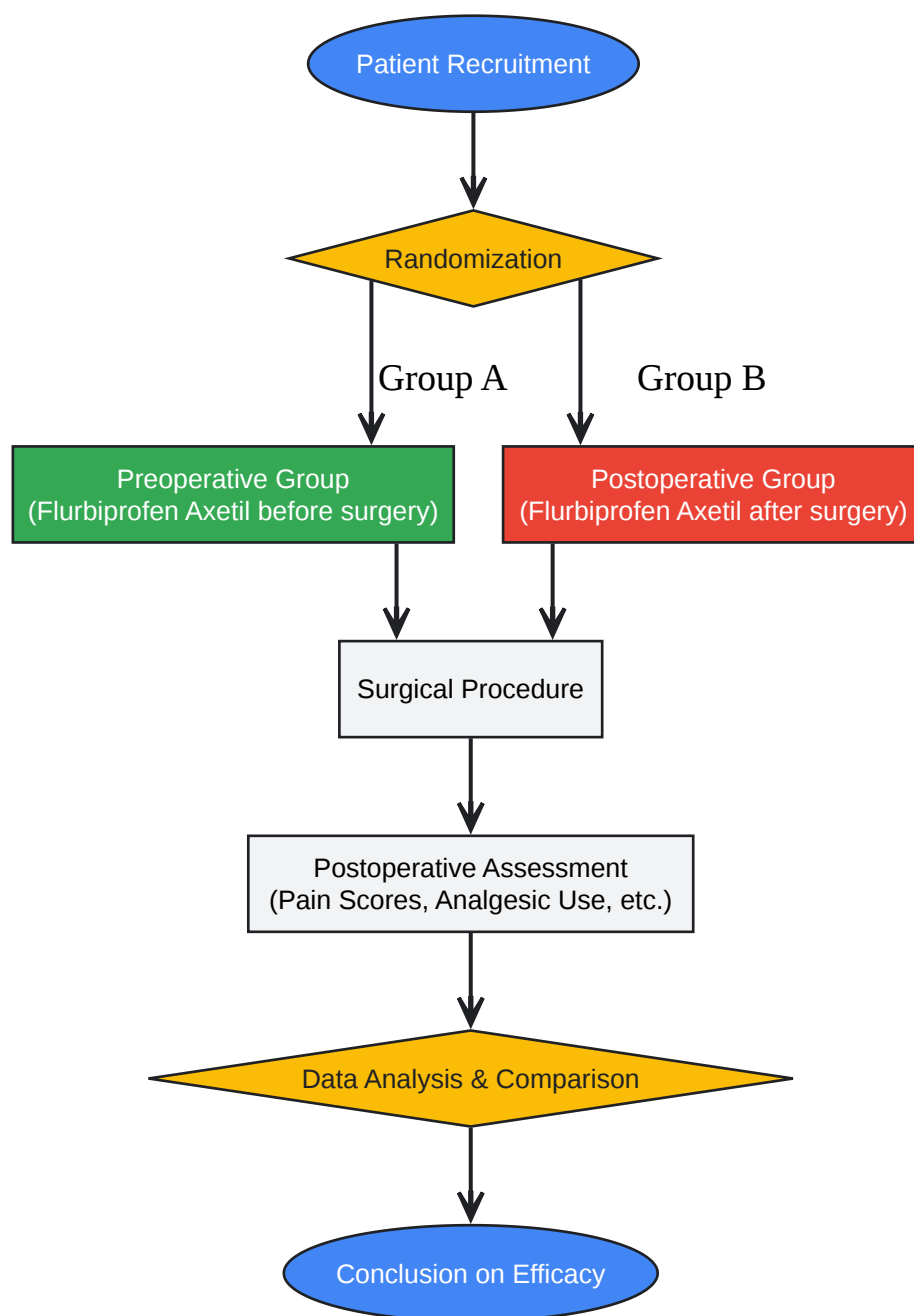 Patient Recruitment
Randomization
Group A
Group B
Preoperative Group
(Flurbiprofen Axetil before surgery)
Postoperative Group
(Flurbiprofen Axetil after surgery)
Surgical Procedure
Postoperative Assessment
(Pain Scores, Analgesic Use, etc.)
Data Analysis & Comparison
Conclusion on Efficacy